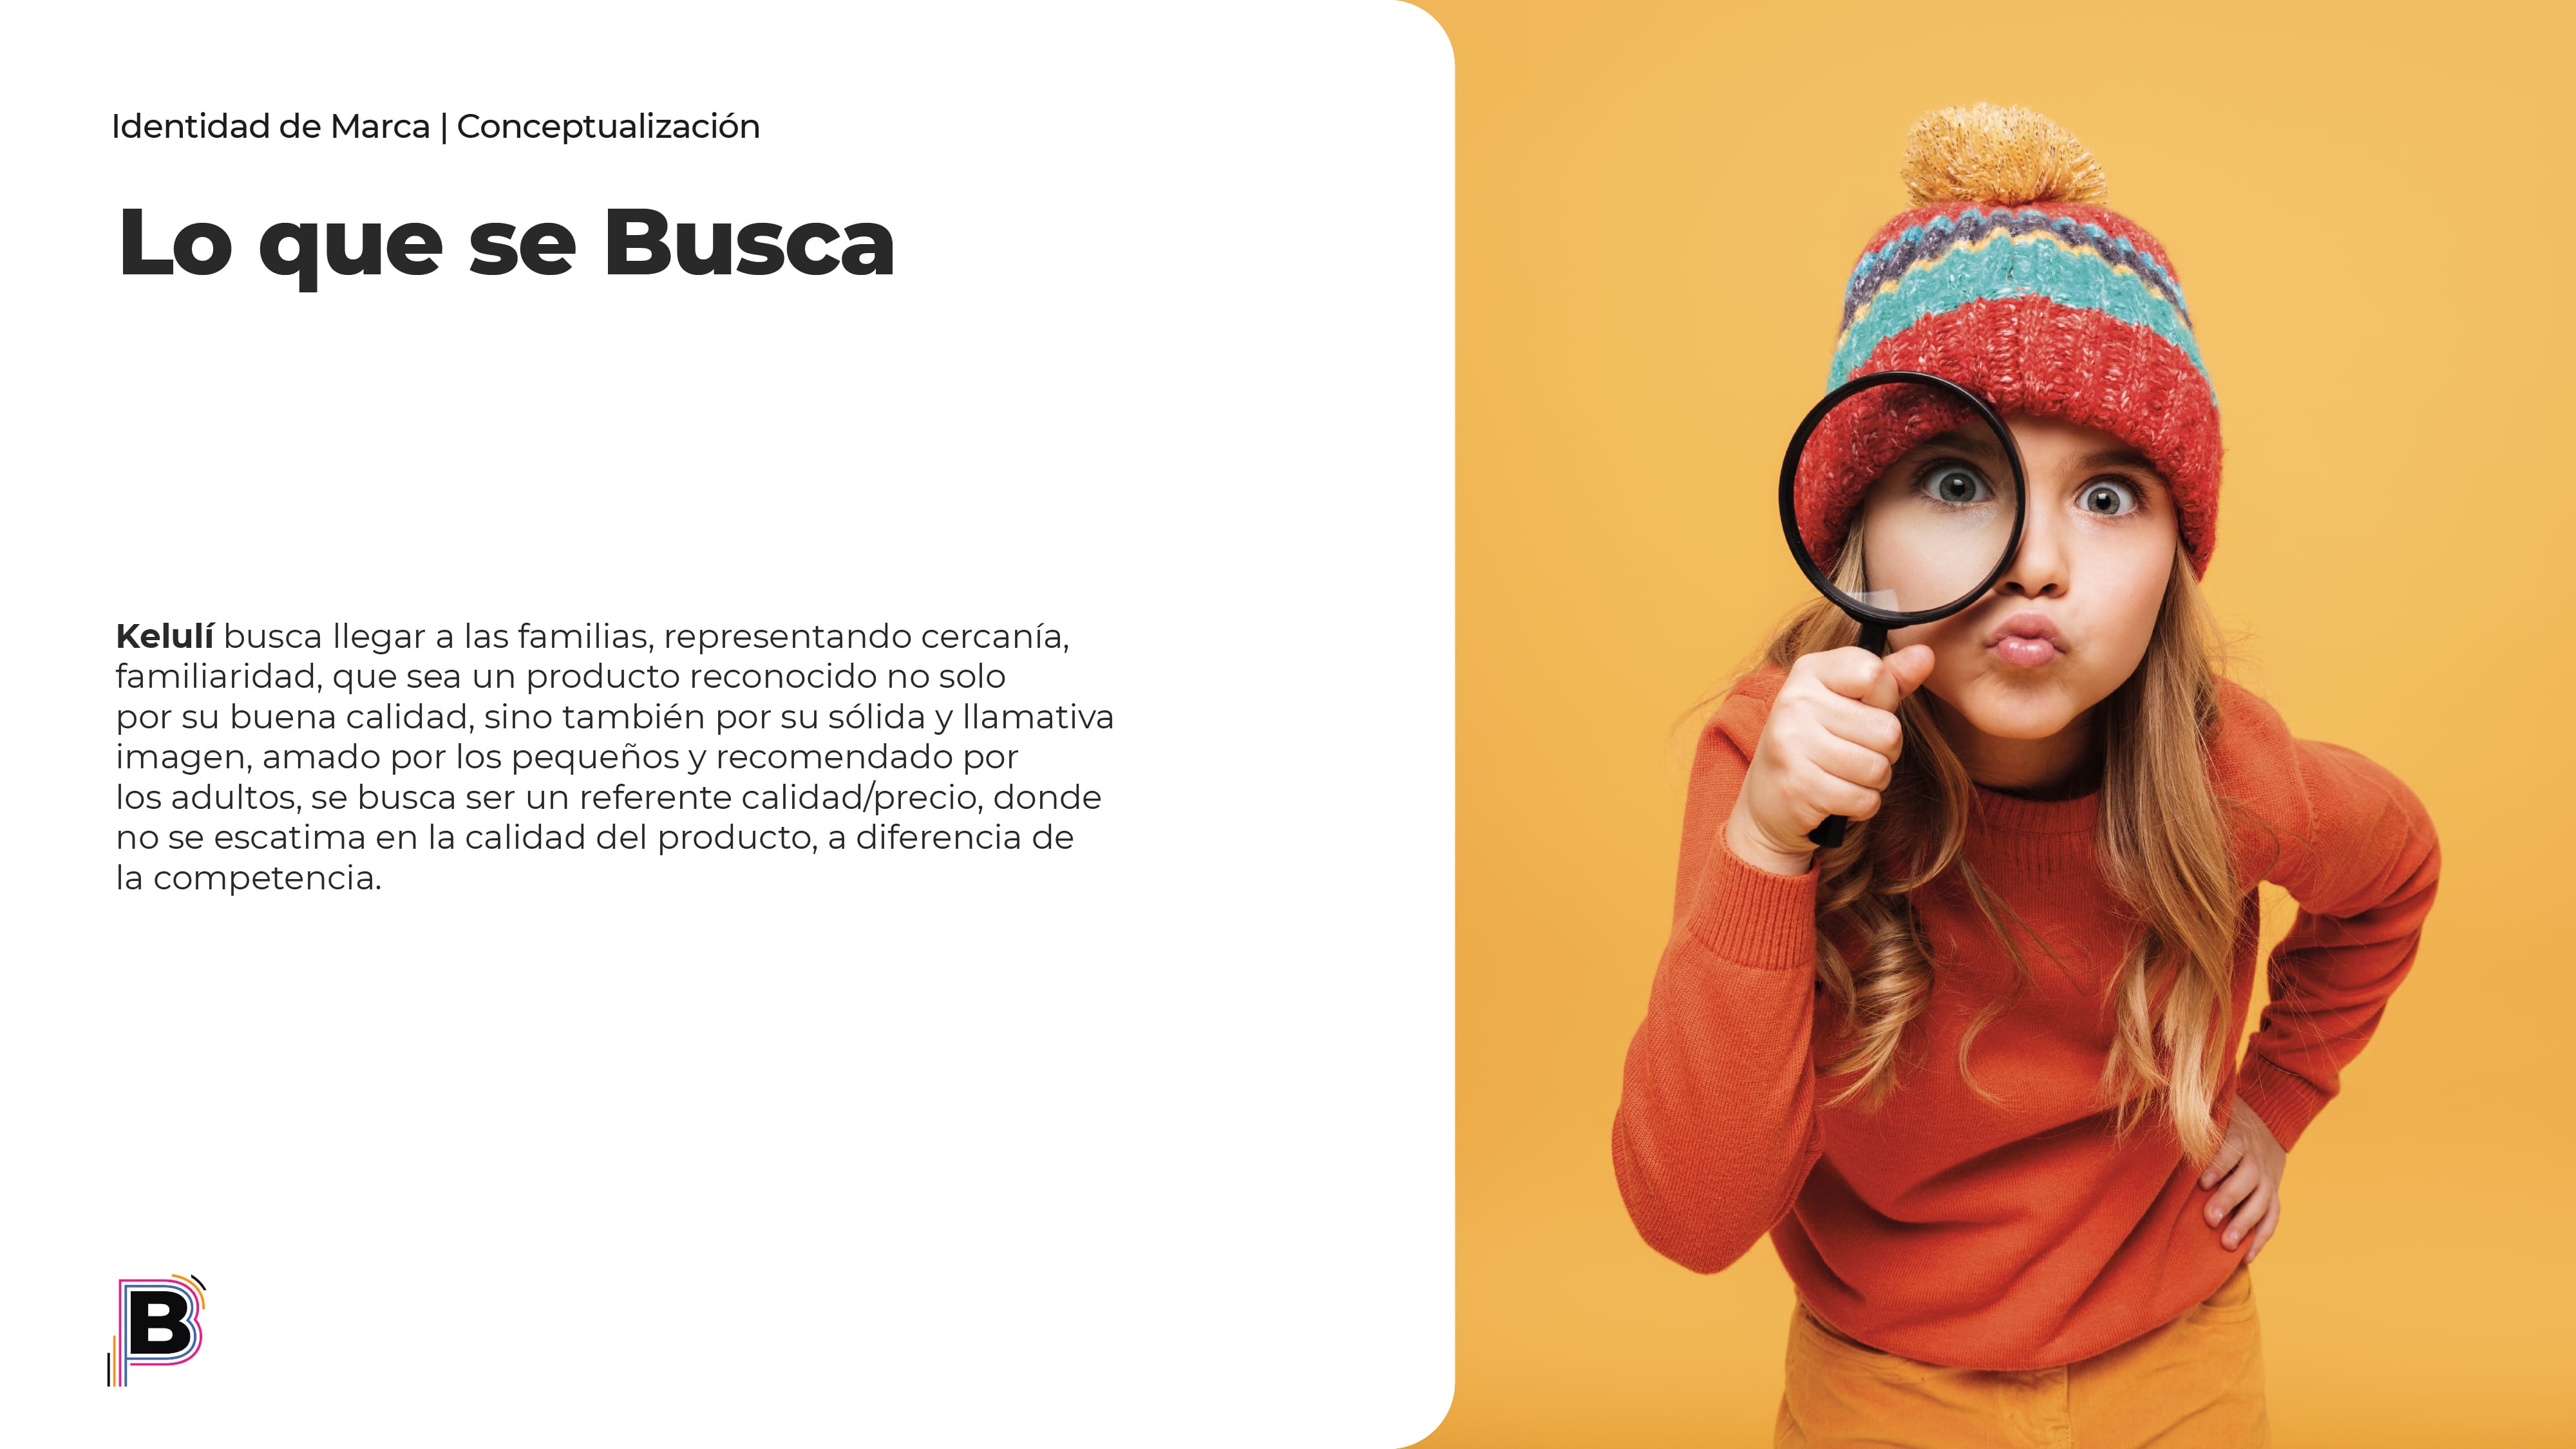 Identidad de Marca | Conceptualización
Lo que se Busca
Kelulí busca llegar a las familias, representando cercanía,
familiaridad, que sea un producto reconocido no solo
por su buena calidad, sino también por su sólida y llamativa
imagen, amado por los pequeños y recomendado por
los adultos, se busca ser un referente calidad/precio, donde
no se escatima en la calidad del producto, a diferencia de
la competencia.
B